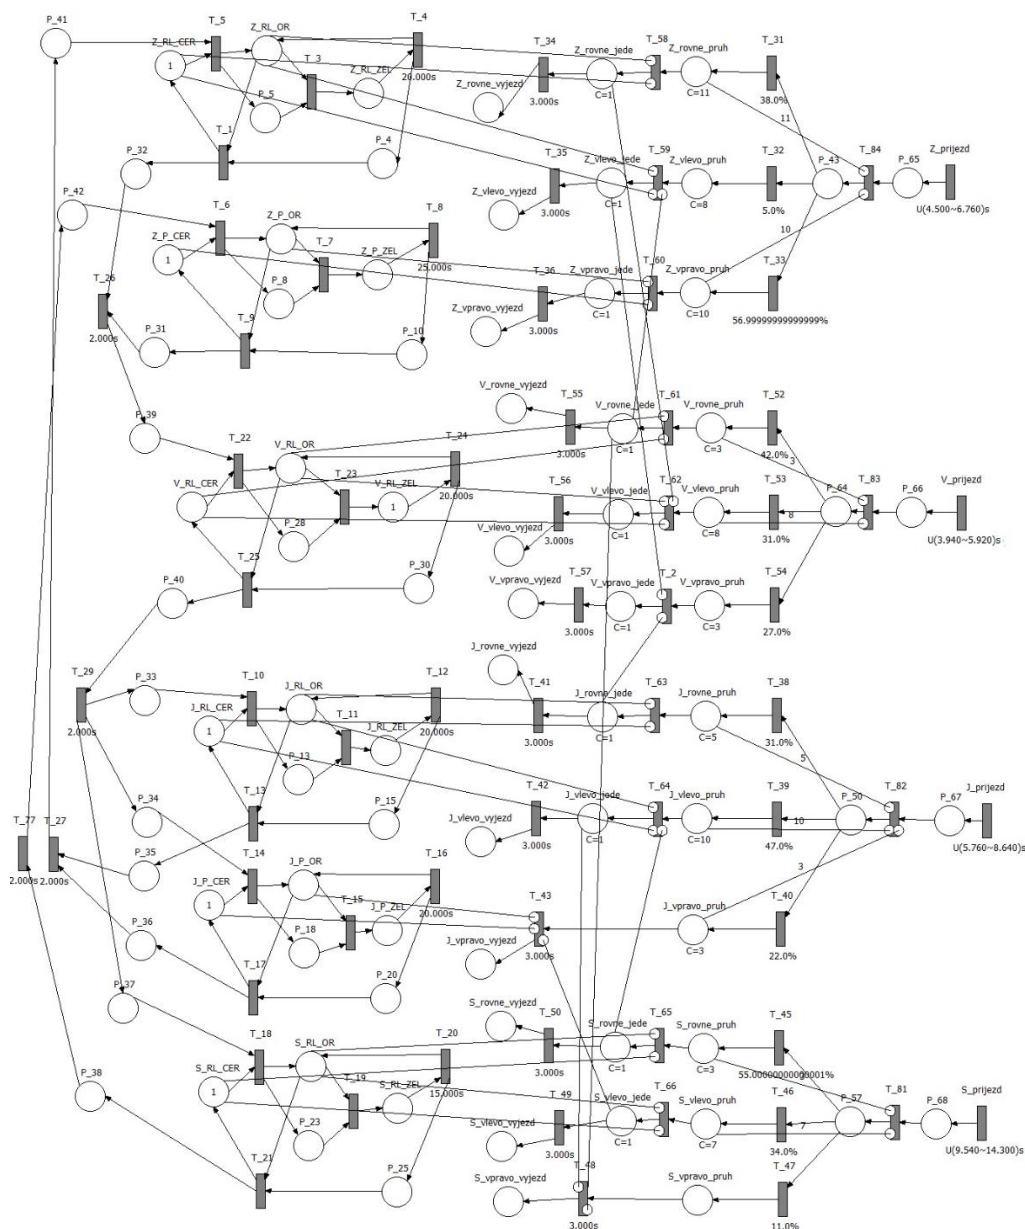 P_41
T_5
Z_RL_OR
T_4
Z_RL_CER
1
T_3
Z_RL_ZEL
20.000s
P_5
T_1
P_4
P_32
T_34
Z_rovne_jede
T_58
Z_rovne_pruh
T_31
Z_rovne_vyjezd
3.000s
C=1
C=11
38.0%
11
T_35
Z_vlevo_jede
T_59
Z_vlevo_pruh
T_32
P_43
T_84
P_65
Z_prijezd
Z_vlevo_vyjezd
3.000s
C=1
C=8
5.0%
U(4.500~6.760)s
10
P_42
T_6
Z_P_OR
T_8
Z_P_CER
1
T_7
Z_P_ZEL
25.000s
P_8
T_26
2.000s
T_9
P_31
P_10
T_36
Z_vpravo_jede
T_60
Z_vpravo_pruh
T_33
Z_vpravo_vyjezd
3.000s
C=1
C=10
56.99999999999999%
P_39
T_22
V_RL_OR
T_24
V_RL_CER
T_23
V_RL_ZEL
1
20.000s
P_28
T_25
P_30
P_40
V_rovne_vyjezd
T_55
V_rovne_jede
T_61
V_rovne_pruh
T_52
3.000s
C=1
C=3
42.0%
3
T_56
V_vlevo_jede
T_62
V_vlevo_pruh
T_53
P_64
T_83
P_66
V_prijezd
V_vlevo_vyjezd
3.000s
C=1
C=8
31.0%
8
U(3.940~5.920)s
V_vpravo_vyjezd
T_57
V_vpravo_jede
T_2
V_vpravo_pruh
T_54
3.000s
C=1
C=3
27.0%
T_29
2.000s
P_33
T_10
J_RL_OR
T_12
J_RL_CER
1
T_11
J_RL_ZEL
20.000s
P_13
T_13
P_15
P_34
P_35
J_rovne_vyjezd
T_41
J_rovne_jede
T_63
J_rovne_pruh
T_38
3.000s
C=1
C=5
31.0%
5
T_42
J_vlevo_jede
T_64
J_vlevo_pruh
T_39
P_50
T_82
P_67
J_prijezd
J_vlevo_vyjezd
3.000s
C=1
C=10
47.0%
10
U(5.760~8.640)s
3
T_77
T_27
2.000s
2.000s
T_14
J_P_OR
T_16
J_P_CER
1
T_15
J_P_ZEL
20.000s
P_18
P_36
T_17
P_20
T_43
J_vpravo_pruh
T_40
J_vpravo_vyjezd
3.000s
C=3
22.0%
P_37
T_18
S_RL_OR
T_20
S_RL_CER
1
T_19
S_RL_ZEL
15.000s
P_23
P_38
T_21
P_25
S_rovne_vyjezd
T_50
S_rovne_jede
T_65
S_rovne_pruh
T_45
3.000s
C=1
C=3
55.00000000000001%
T_49
S_vlevo_jede
T_66
S_vlevo_pruh
T_46
P_57
T_81
P_68
S_prijezd
S_vlevo_vyjezd
3.000s
C=1
C=7
34.0%
7
U(9.540~14.300)s
S_vpravo_vyjezd
T_48
S_vpravo_pruh
T_47
3.000s
11.0%